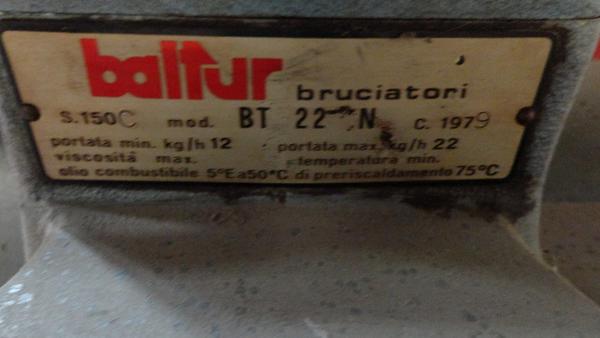 baltur bruciatori
S.150C mod. BT 22 N C. 1979
portata min. kg/h 12 portata max. kg/h 22
viscosità max. temperatura min.
olio combustibile 5°E a 50°C di preriscaldamento 75°C